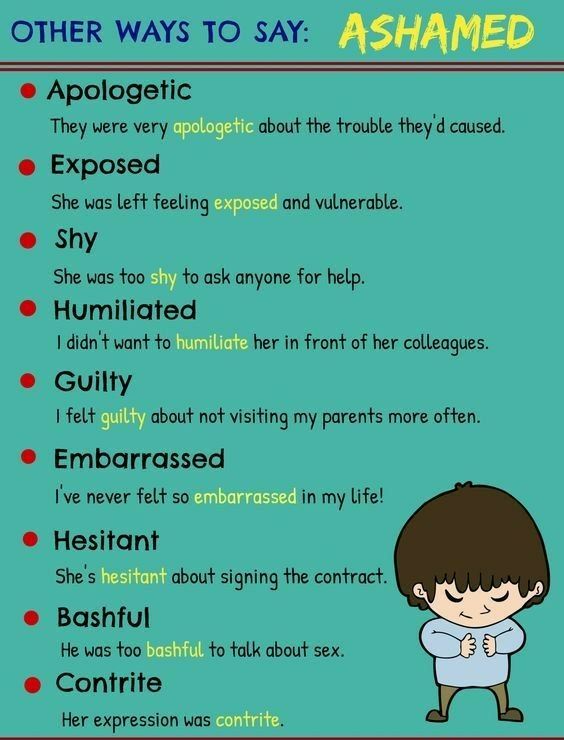 OTHER WAYS TO SAY: ASHAMED
Apologetic
They were very apologetic about the trouble they'd caused.
Exposed
She was left feeling exposed and vulnerable.
Shy
She was too shy to ask anyone for help.
Humiliated
I didn't want to humiliate her in front of her colleagues.
Guilty
I felt guilty about not visiting my parents more often.
Embarrassed
I've never felt so embarrassed in my life!
Hesitant
She's hesitant about signing the contract.
Bashful
He was too bashful to talk about sex.
Contrite
Her expression was contrite.